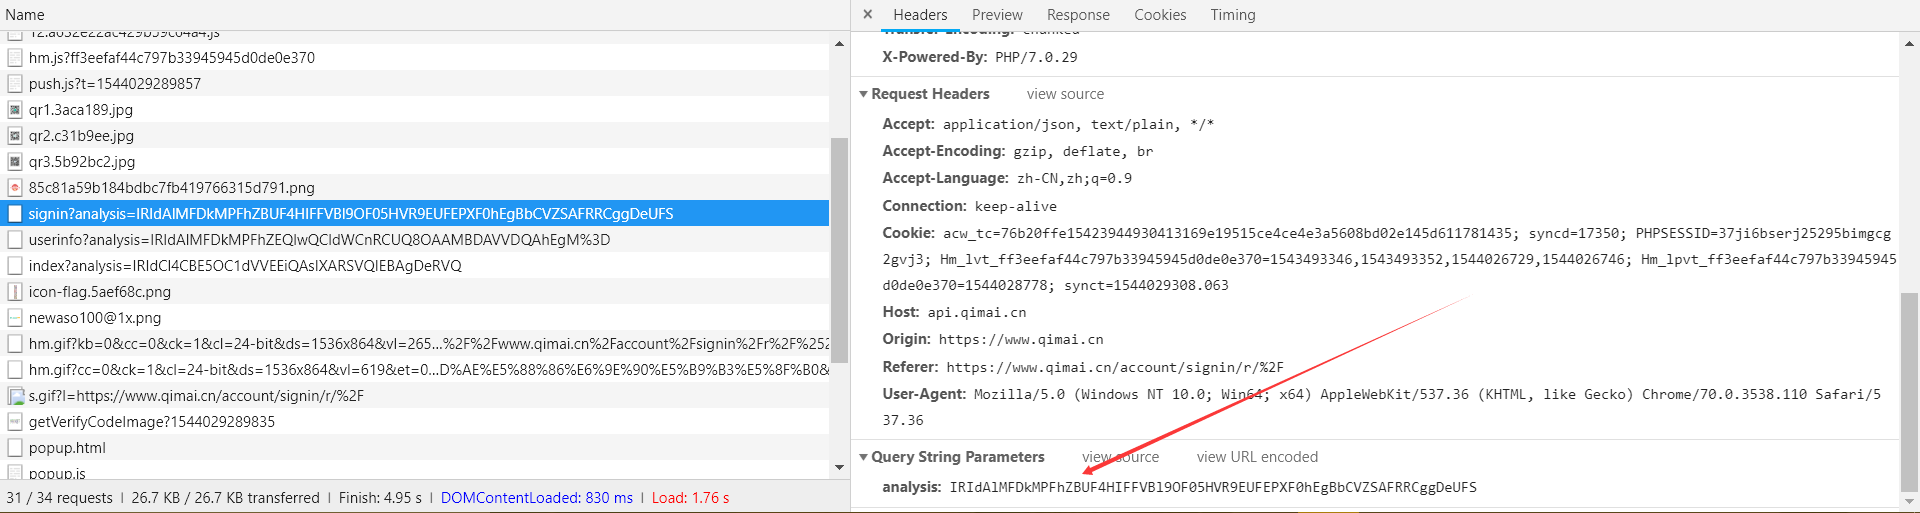 Name
12.a632e22ac429b59c64a4.js
hm.js?ff3eefaf44c797b33945945d0de0e370
push.js?t=1544029289857
qr1.3aca189.jpg
qr2.c31b9ee.jpg
qr3.5b92bc2.jpg
85c81a59b184bdbc7fb419766315d791.png
signin?analysis=IRIdAlMFDkMPFhZBUF4HIFFVBl9OF05HVR9EUFEPXF0hEgBbCVZSAFRRCggDeUFS
userinfo?analysis=IRIdAlMFDkMPFhZEQlwQCldWCnRCUQ8OAAMBDAVVDQAhEgM%3D
index?analysis=IRIdCl4CBE5OC1dVVEEiQAsIXARSVQIEBAgDeRVQ
icon-flag.5aef68c.png
newaso100@1x.png
hm.gif?kb=0&cc=0&ck=1&cl=24-bit&ds=1536x864&vl=265...%2F%2Fwww.qimai.cn%2Faccount%2Fsignin%2Fr%2F%252
hm.gif?cc=0&ck=1&cl=24-bit&ds=1536x864&vl=619&et=0...D%AE%E5%88%86%E6%9E%90%E5%B9%B3%E5%8F%B0&
s.gif?l=https://www.qimai.cn/account/signin/r/%2F
getVerifyCodeImage?1544029289835
popup.html
popup.js
31 / 34 requests | 26.7 KB / 26.7 KB transferred | Finish: 4.95 s | DOMContentLoaded: 830 ms | Load: 1.76 s
× Headers Preview Response Cookies Timing
Transfer-Encoding: chunked
X-Powered-By: PHP/7.0.29
Request Headers view source
Accept: application/json, text/plain, */*
Accept-Encoding: gzip, deflate, br
Accept-Language: zh-CN,zh;q=0.9
Connection: keep-alive
Cookie: acw_tc=76b20ffe15423944930413169e19515ce4ce4e3a5608bd02e145d611781435; syncd=17350; PHPSESSID=37ji6bserj25295bimgcg
2gvj3; Hm_lvt_ff3eefaf44c797b33945945d0de0e370=1543493346,1543493352,1544026729,1544026746; Hm_lpvt_ff3eefaf44c797b33945945
d0de0e370=1544028778; synct=1544029308.063
Host: api.qimai.cn
Origin: https://www.qimai.cn
Referer: https://www.qimai.cn/account/signin/r/%2F
User-Agent: Mozilla/5.0 (Windows NT 10.0; Win64; x64) AppleWebKit/537.36 (KHTML, like Gecko) Chrome/70.0.3538.110 Safari/5
37.36
Query String Parameters view source view URL encoded
analysis: IRIdAlMFDkMPFhZBUF4HIFFVBl9OF05HVR9EUFEPXF0hEgBbCVZSAFRRCggDeUFS